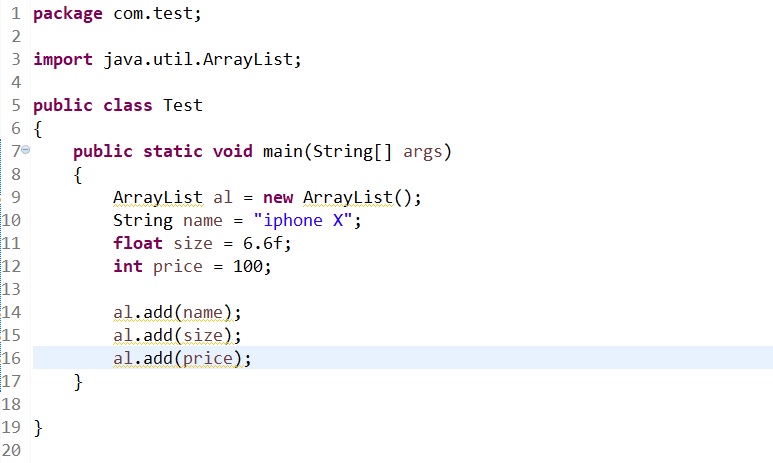 1 package com.test;
2
3 import java.util.ArrayList;
4
5 public class Test
6 {
7 public static void main(String[] args)
8 {
9 ArrayList al = new ArrayList();
10 String name = "iphone X";
11 float size = 6.6f;
12 int price = 100;
13
14 al.add(name);
15 al.add(size);
16 al.add(price);
17 }
18
19 }
20